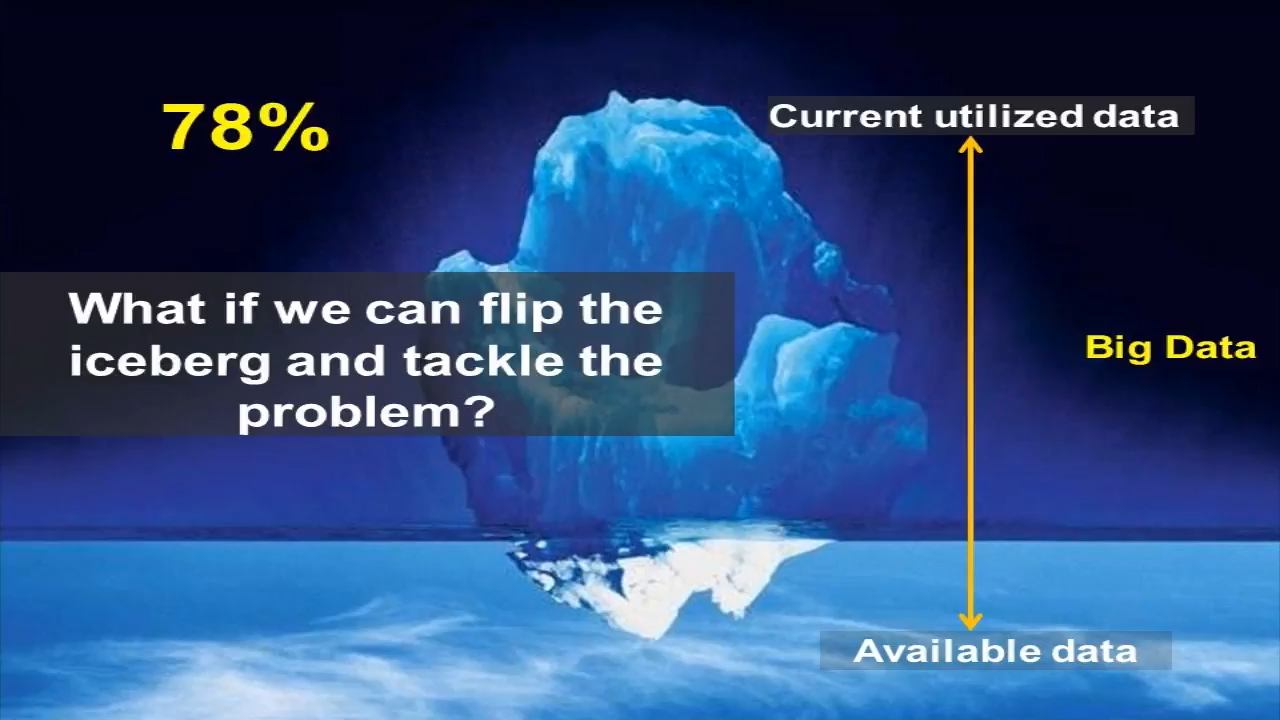 78%
Current utilized data
What if we can flip the
iceberg and tackle the
problem?
Big Data
Available data